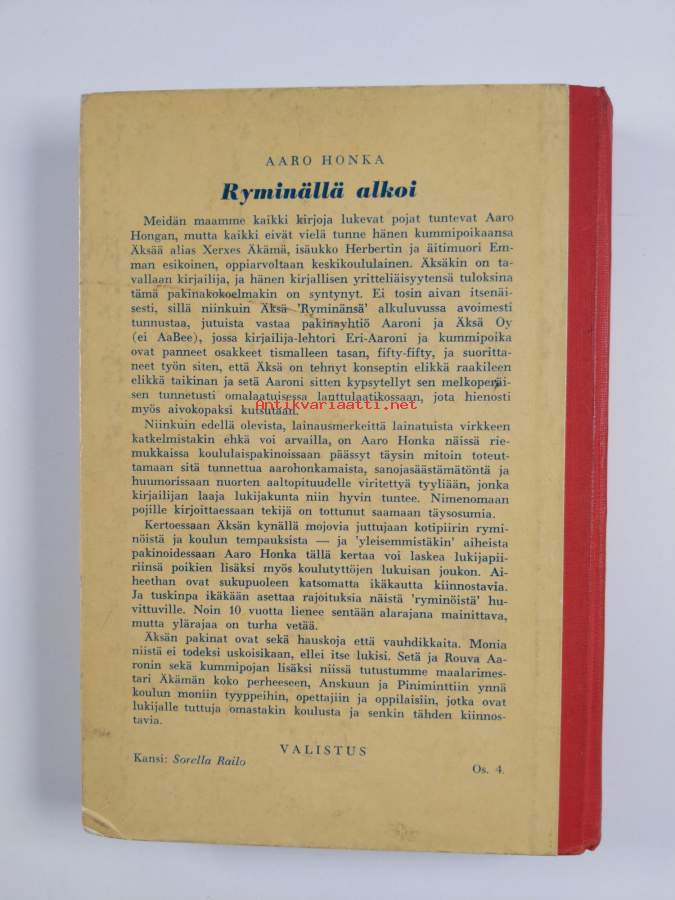 AARO HONKA
Ryminällä alkoi
Meidän maamme kaikki kirjoja lukevat pojat tuntevat Aaro
Hongan, mutta kaikki eivät vielä tunne hänen kummipoikaansa
Äksää alias Xerxes Äkämä, isäukko Herbertin ja äitimuori Em-
man esikoinen, oppiarvoltaan keskikoululainen. Äksäkin on ta-
vallaan kirjailija, ja hänen kirjallisen yritteliäisyytensä tuloksina
tämä pakinakokoelmakin on syntynyt. Ei tosin aivan itsenäi-
sesti, sillä niinkuin Äksä 'Ryminänsä' alkuluvussa avoimesti
tunnustaa, jutuista vastaa pakinayhtiö Aaroni ja Äksä Oy
(ei AaBee), jossa kirjailija-lehtori Eri-Aaroni ja kummipoika
ovat panneet osakkeet tismalleen tasan, fifty-fifty, ja suoritta-
neet työn siten, että Äksä on tehnyt konseptin elikkä raakileen
elikkä taikinan ja setä Aaroni sitten kypsytellyt sen melkoperäi-
sen tunnetusti omalaatuisessa lanttulaatikossaan, jota hienosti
myös aivokopaksi kutsutaan.
Antikvariaatti.net
Niinkuin edellä olevista, lainausmerkeittä lainatuista virkkeen
katkelmistakin ehkä voi arvailla, on Aaro Honka näissä rie-
mukkaissa koululaispakinoissaan päässyt täysin mitoin toteut-
tamaan sitä tunnettua aarohonkamaista, sanojasäästämätöntä ja
huumorissaan nuorten aaltopituudelle viritettyä tyyliään, jonka
kirjailijan laaja lukijakunta niin hyvin tuntee. Nimenomaan
pojille kirjoittaessaan tekijä on tottunut saamaan täysosumia.
Kertoessaan Äksän kynällä mojovia juttujaan kotipiirin rymi-
nöistä ja koulun tempauksista — ja 'yleisemmistäkin' aiheista
pakinoidessaan Aaro Honka tällä kertaa voi laskea lukijapii-
riinsä poikien lisäksi myös koulutyttöjen lukuisan joukon. Ai-
heethan ovat sukupuoleen katsomatta ikäkautta kiinnostavia.
Ja tuskinpa ikäkään asettaa rajoituksia näistä 'ryminöistä' hu-
vittuville. Noin 10 vuotta lienee sentään alarajana mainittava,
mutta ylärajaa on turha vetää.
Äksän pakinat ovat sekä hauskoja että vauhdikkaita. Monia
niistä ei todeksi uskoisikaan, ellei itse lukisi. Setä ja Rouva Aa-
ronin sekä kummipojan lisäksi niissä tutustumme maalarimes-
tari Äkämän koko perheeseen, Anskuun ja Piniminttiin ynnä
koulun moniin tyyppeihin, opettajiin ja oppilaisiin, jotka ovat
lukijalle tuttuja omastakin koulusta ja senkin tähden kiinnos-
tavia.
VALISTUS
Kansi: Sorella Railo
Os. 4.